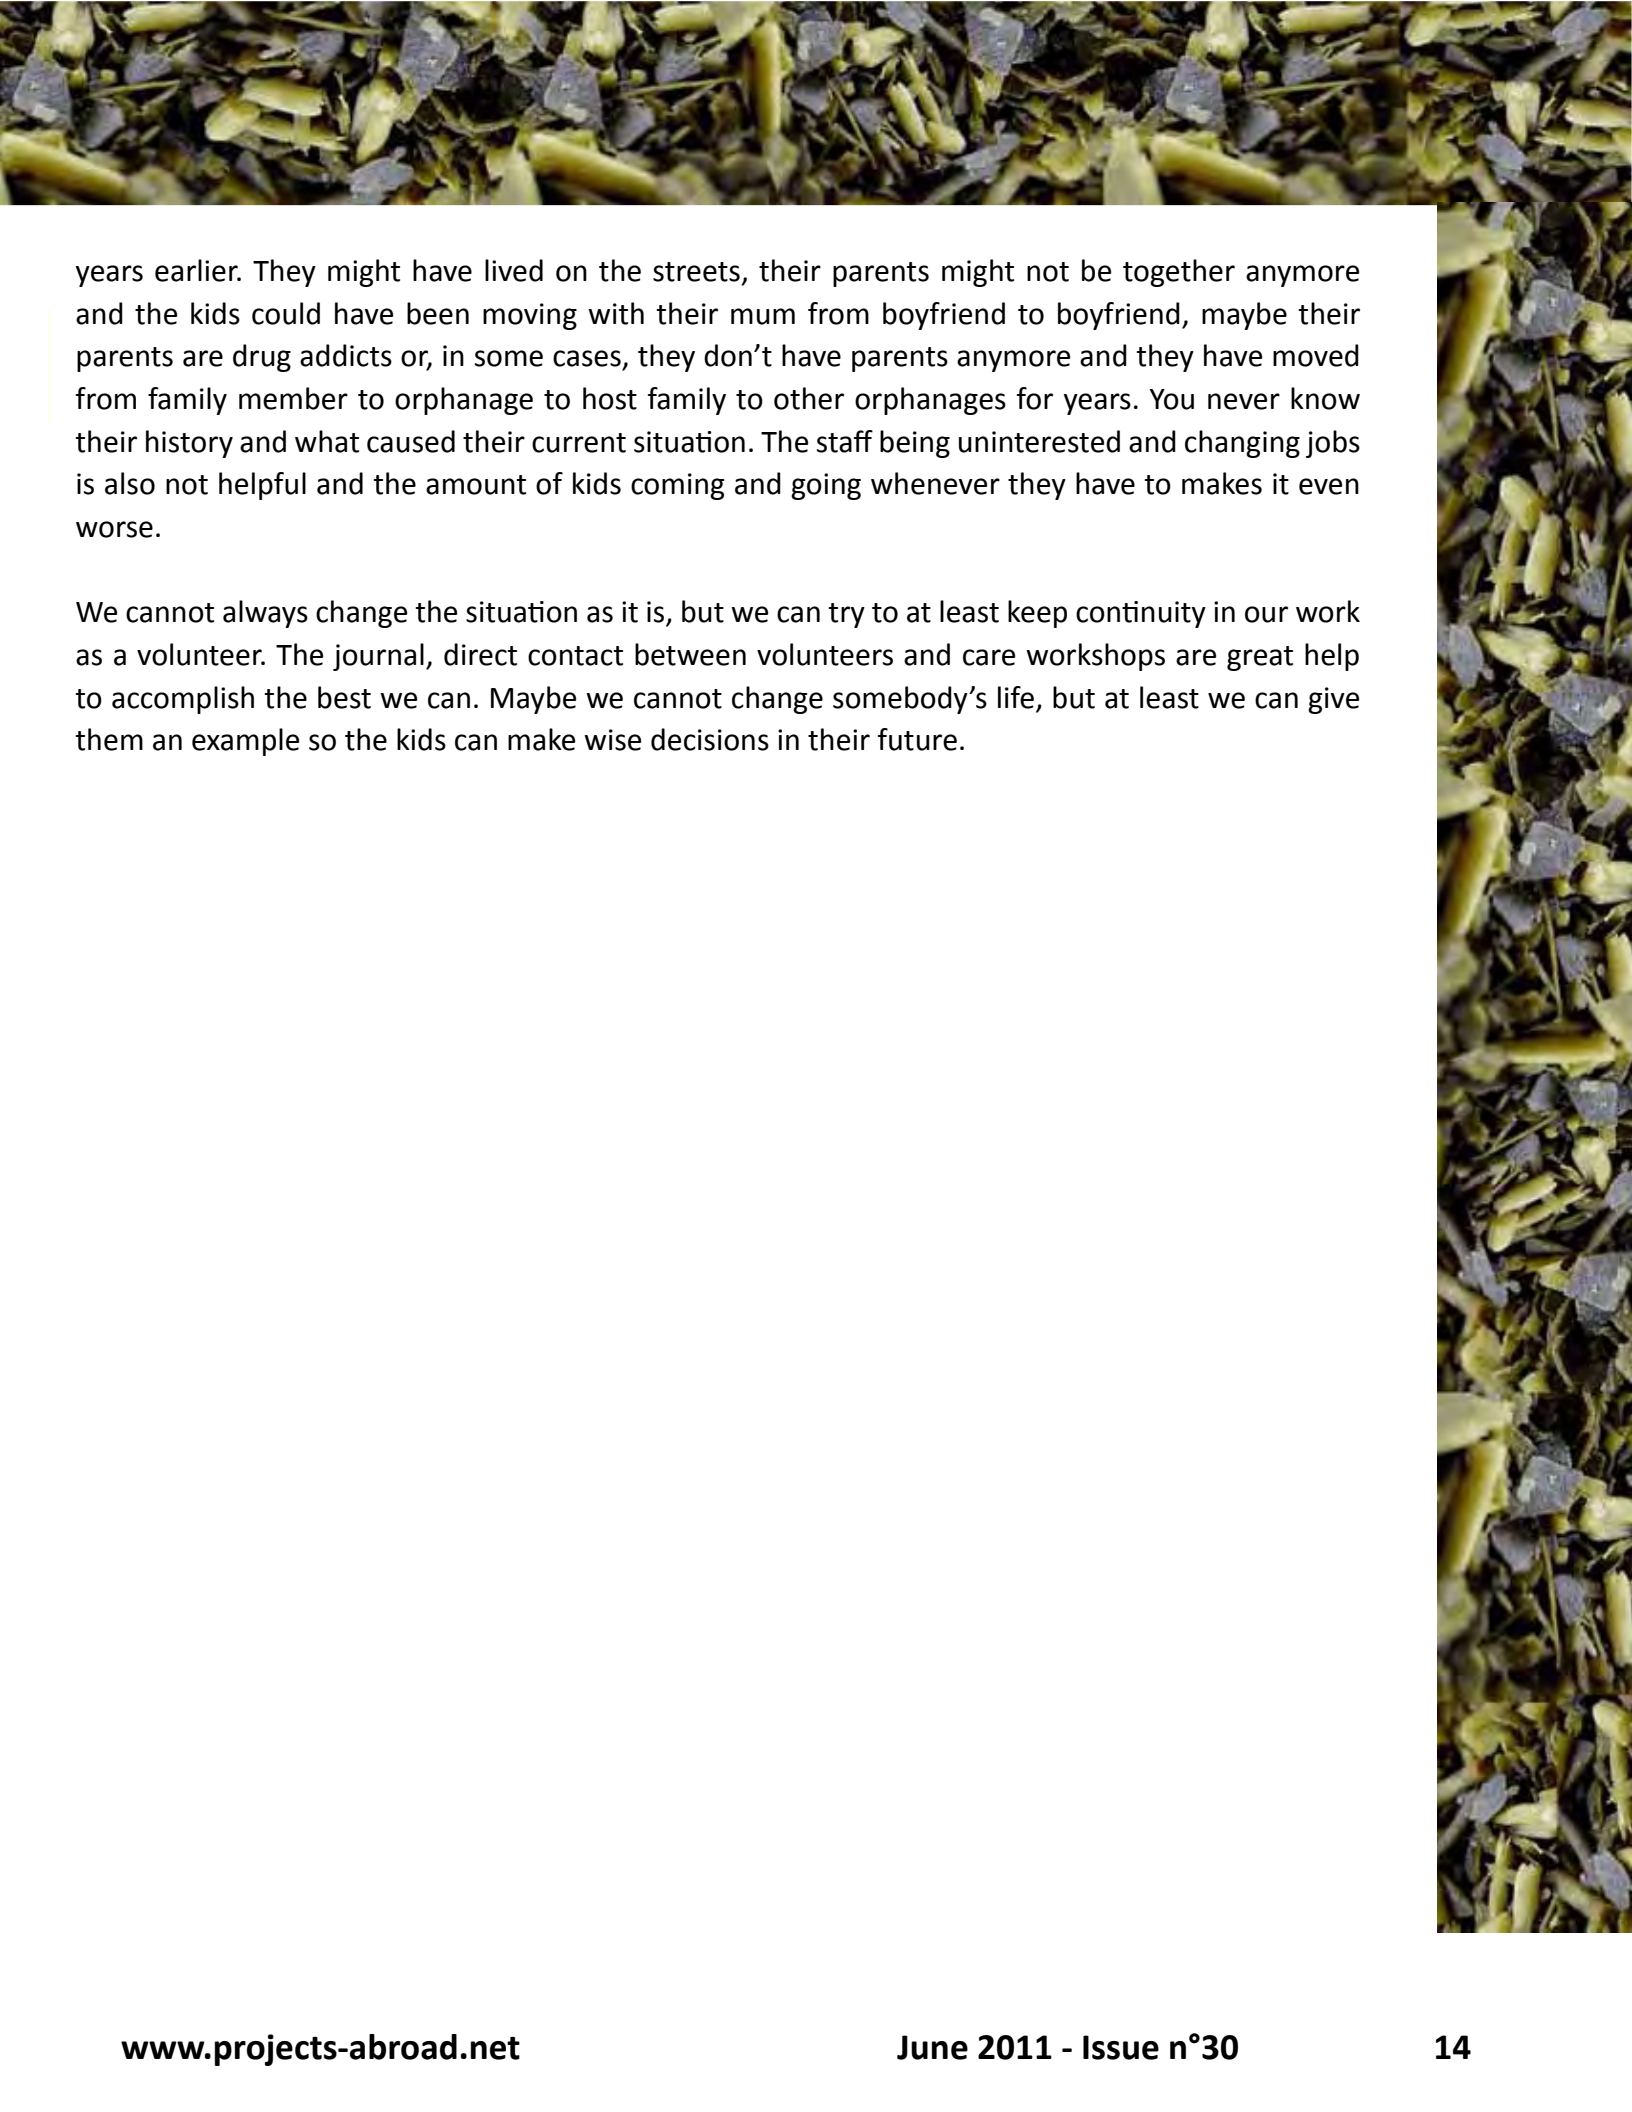 years earlier. They might have lived on the streets, their parents might not be together anymore
and the kids could have been moving with their mum from boyfriend to boyfriend, maybe their
parents are drug addicts or, in some cases, they don’t have parents anymore and they have moved
from family member to orphanage to host family to other orphanages for years. You never know
their history and what caused their current situation. The staff being uninterested and changing jobs
is also not helpful and the amount of kids coming and going whenever they have to makes it even
worse.
We cannot always change the situation as it is, but we can try to at least keep continuity in our work
as a volunteer. The journal, direct contact between volunteers and care workshops are great help
to accomplish the best we can. Maybe we cannot change somebody’s life, but at least we can give
them an example so the kids can make wise decisions in their future.
www.projects-abroad.net June 2011 - Issue n°30 14